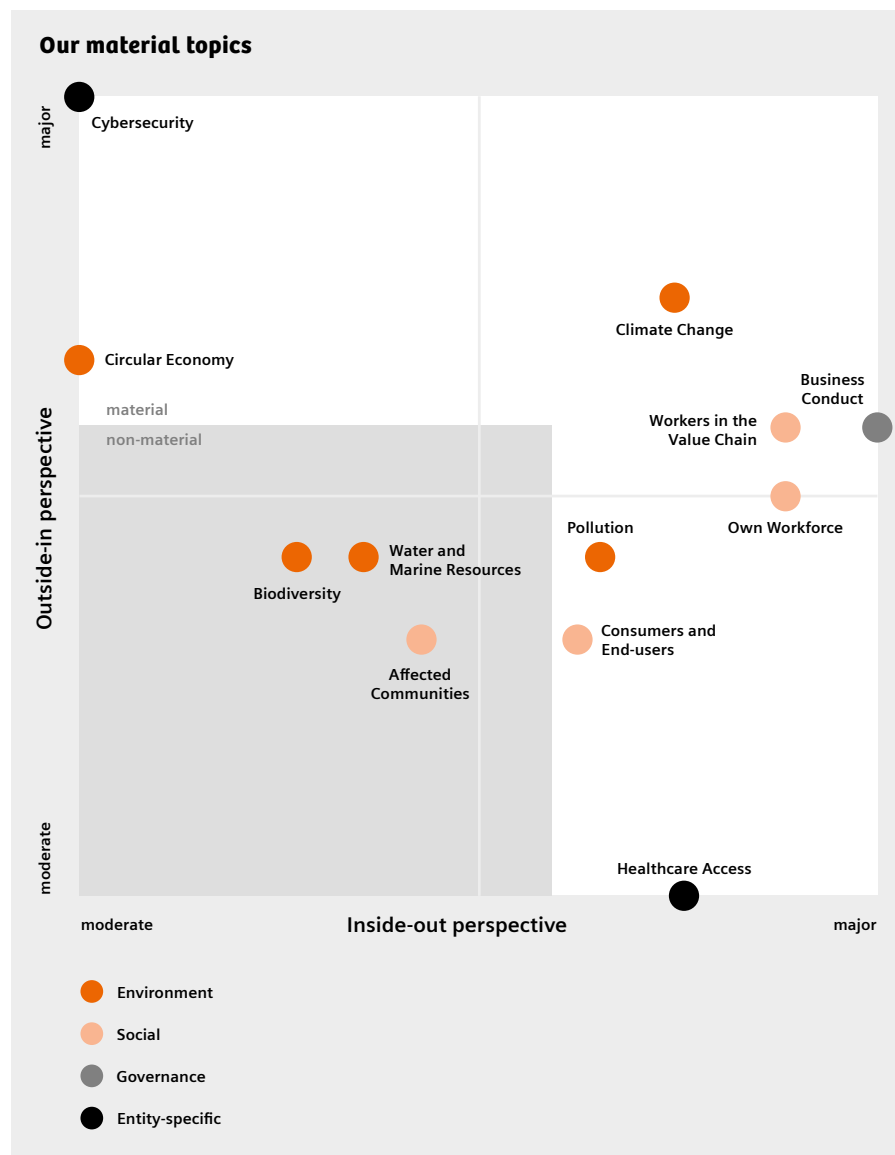 Our material topics
major
Cybersecurity
Climate Change
Circular Economy
Business
Conduct
material
non-material
Workers in the
Value Chain
Outside-in perspective
Own Workforce
Pollution
Water and
Marine Resources
Biodiversity
Consumers and
End-users
Affected
Communities
moderate
Healthcare Access
moderate
Inside-out perspective
major
Environment
Social
Governance
Entity-specific